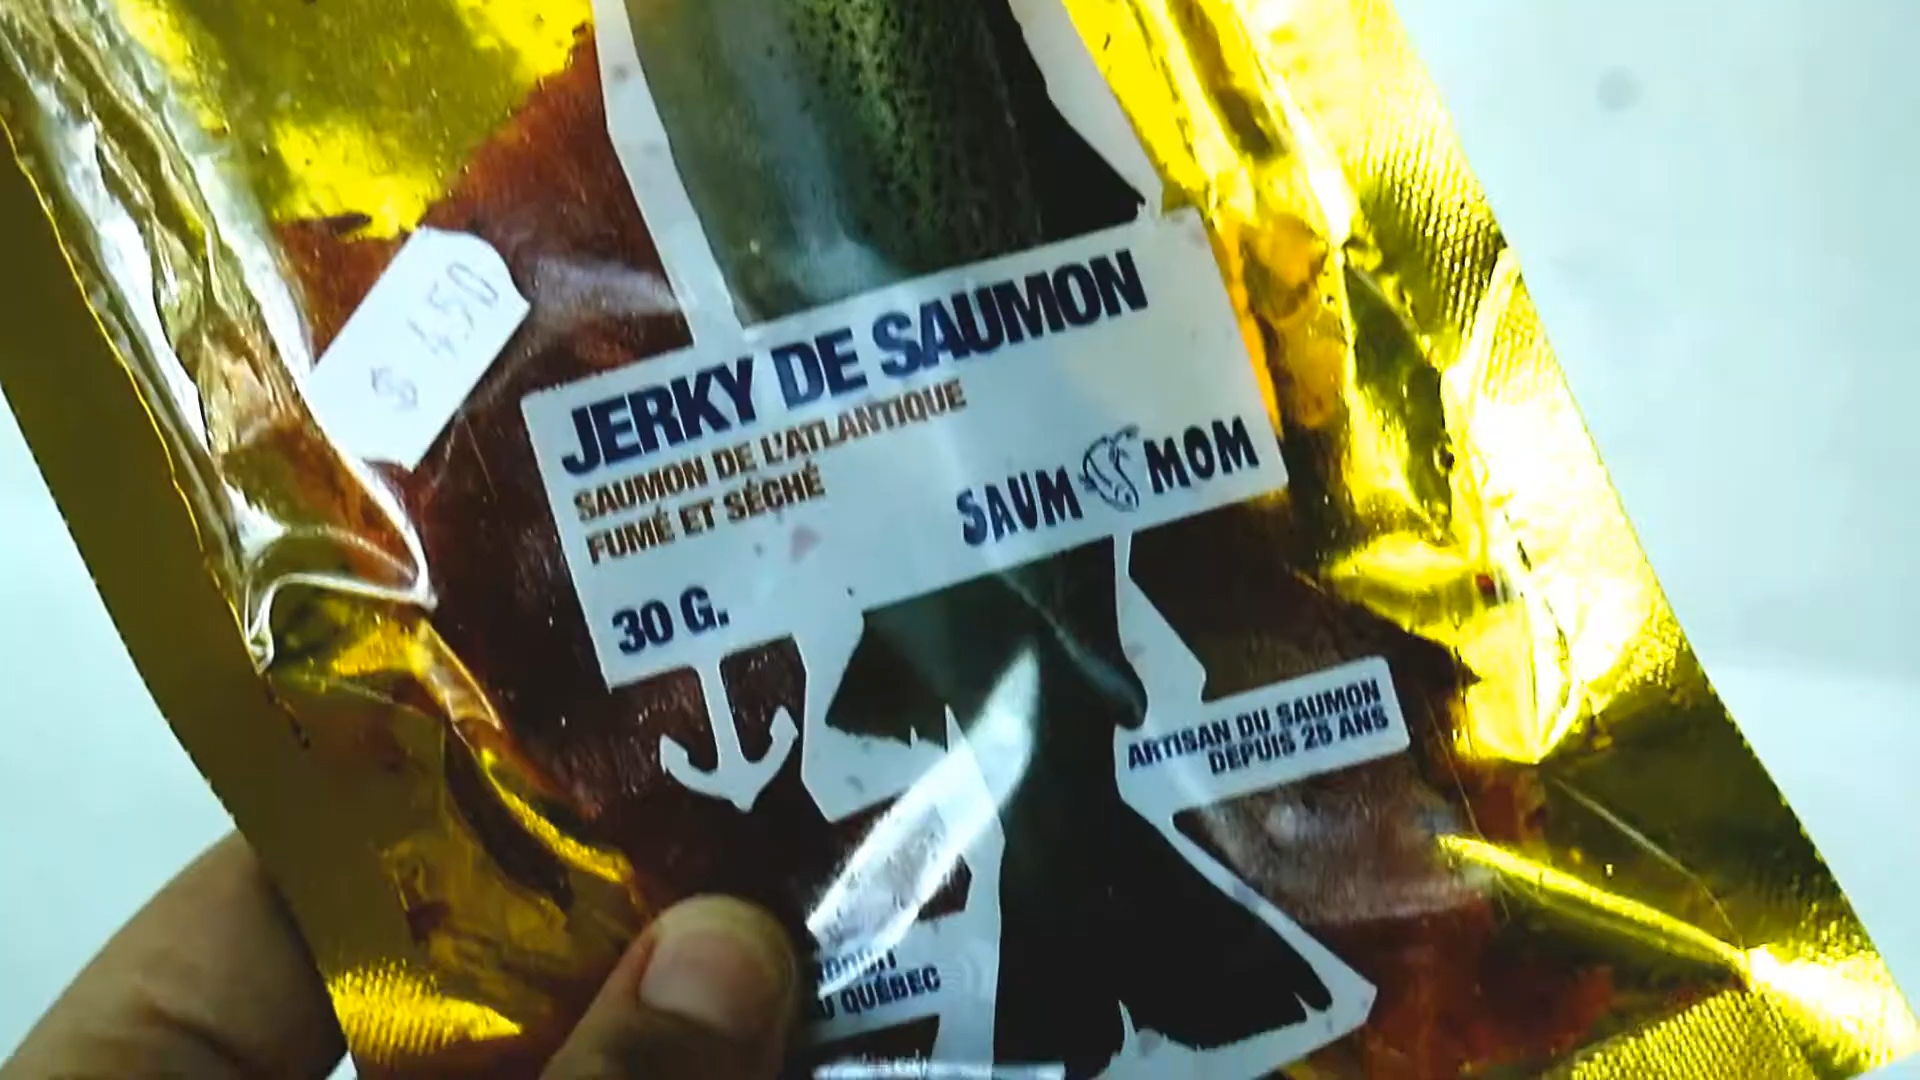 $ 4.50
JERKY DE SAUMON
SAUMON DE L'ATLANTIQUE
FUMÉ ET SÉCHÉ
SAUM MOM
30 G.
ARTISAN DU SAUMON
DEPUIS 25 ANS
QUÉBEC